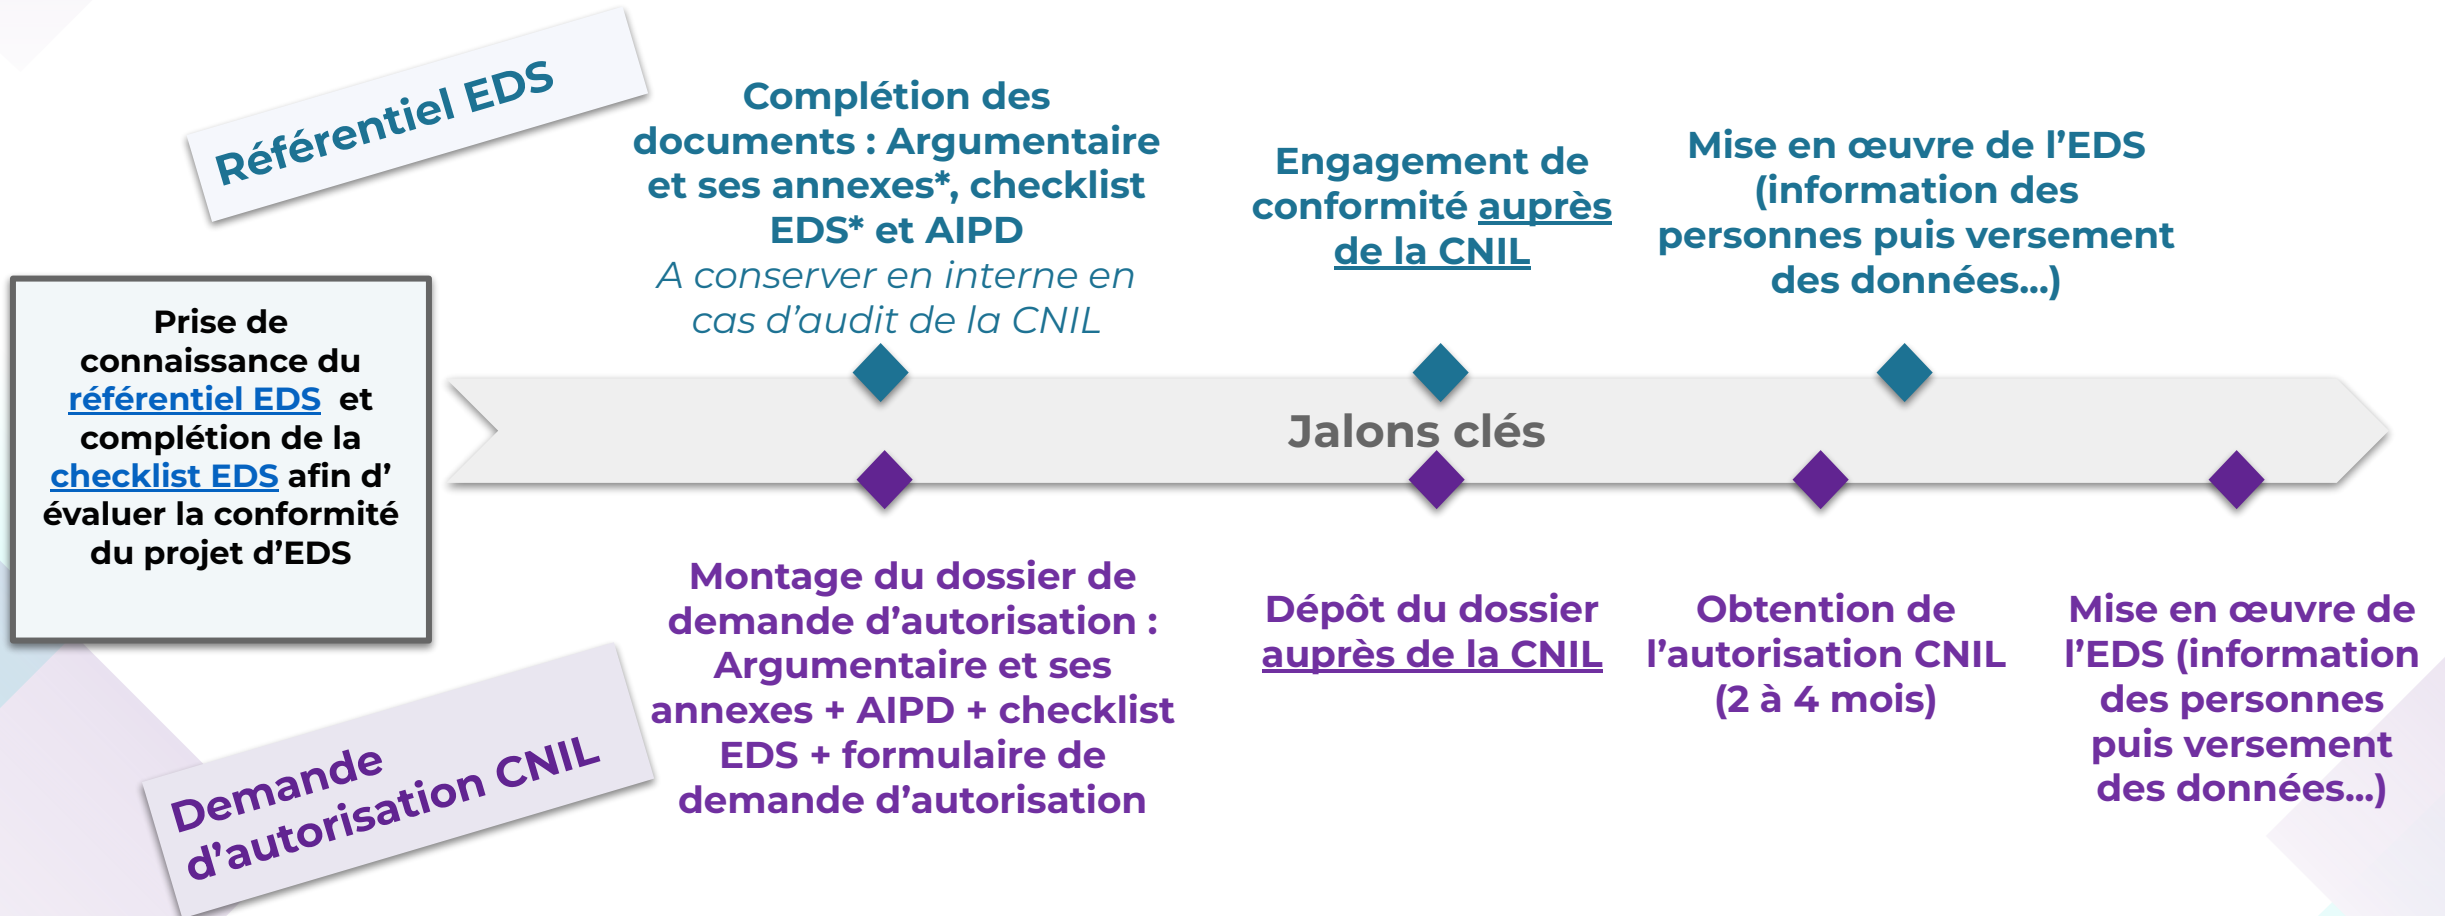 Référentiel EDS
Complétion des
documents : Argumentaire
et ses annexes*, checklist
EDS* et AIPD
A conserver en interne en
cas d’audit de la CNIL
Engagement de
conformité auprès
de la CNIL
Mise en œuvre de l’EDS
(information des
personnes puis versement
des données...)
Prise de
connaissance du
référentiel EDS et
complétion de la
checklist EDS afin d’
évaluer la conformité
du projet d’EDS
Jalons clés
Demande
d’autorisation CNIL
Montage du dossier de
demande d’autorisation :
Argumentaire et ses
annexes + AIPD + checklist
EDS + formulaire de
demande d’autorisation
Dépôt du dossier
auprès de la CNIL
Obtention de
l’autorisation CNIL
(2 à 4 mois)
Mise en œuvre de
l’EDS (information
des personnes
puis versement
des données...)